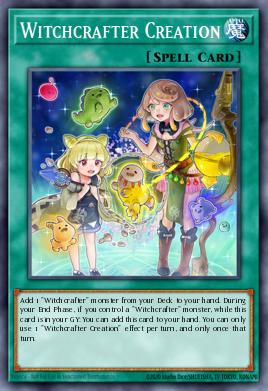 WITCHCRAFTER CREATION 魔
[SPELL CARD]
Add 1 "Witchcrafter" monster from your Deck to your hand. During
your End Phase, if you control a "Witchcrafter" monster, while this
card is in your GY: You can add this card to your hand. You can only
use 1 "Witchcrafter Creation" effect per turn, and only once that
turn.